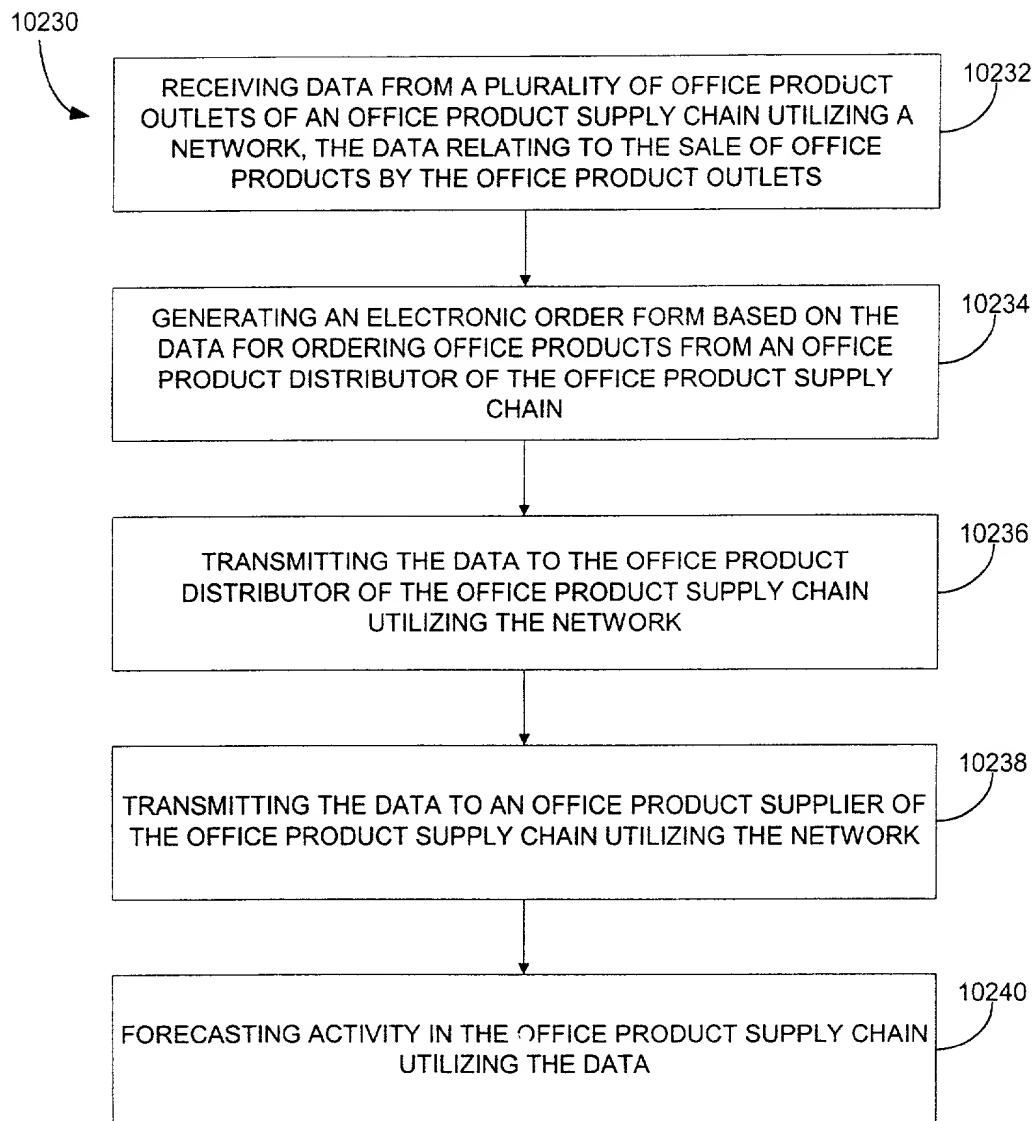 10230
RECEIVING DATA FROM A PLURALITY OF OFFICE PRODUCT
OUTLETS OF AN OFFICE PRODUCT SUPPLY CHAIN UTILIZING A
NETWORK, THE DATA RELATING TO THE SALE OF OFFICE
PRODUCTS BY THE OFFICE PRODUCT OUTLETS
10232
GENERATING AN ELECTRONIC ORDER FORM BASED ON THE
DATA FOR ORDERING OFFICE PRODUCTS FROM AN OFFICE
PRODUCT DISTRIBUTOR OF THE OFFICE PRODUCT SUPPLY
CHAIN
10234
TRANSMITTING THE DATA TO THE OFFICE PRODUCT
DISTRIBUTOR OF THE OFFICE PRODUCT SUPPLY CHAIN
UTILIZING THE NETWORK
10236
TRANSMITTING THE DATA TO AN OFFICE PRODUCT SUPPLIER OF
THE OFFICE PRODUCT SUPPLY CHAIN UTILIZING THE NETWORK
10238
FORECASTING ACTIVITY IN THE OFFICE PRODUCT SUPPLY CHAIN
UTILIZING THE DATA
10240